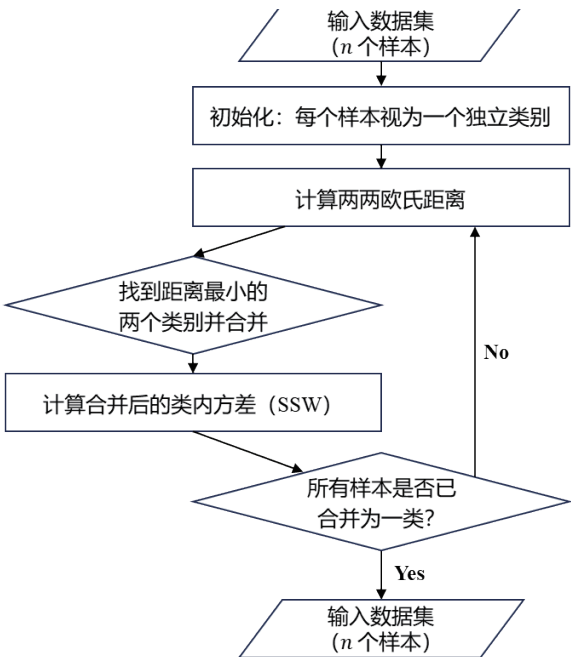 输入数据集
（n 个样本）
初始化：每个样本视为一个独立类别
计算两两欧氏距离
找到距离最小的
两个类别并合并
No
计算合并后的类内方差（SSW）
所有样本是否已
合并为一类？
Yes
输入数据集
（n 个样本）